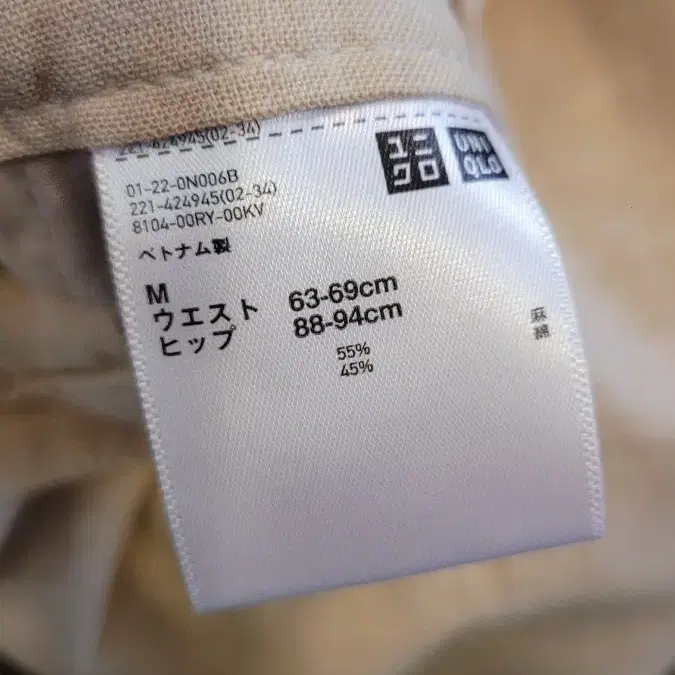 221-424945(02-34)
ユニクロ
UNIQLO
01-22-0N006B
221-424945(02-34)
8104-00RY-00KV
ベトナム製
M
ウエスト 63-69cm
ヒップ 88-94cm
55% 麻
45% 綿